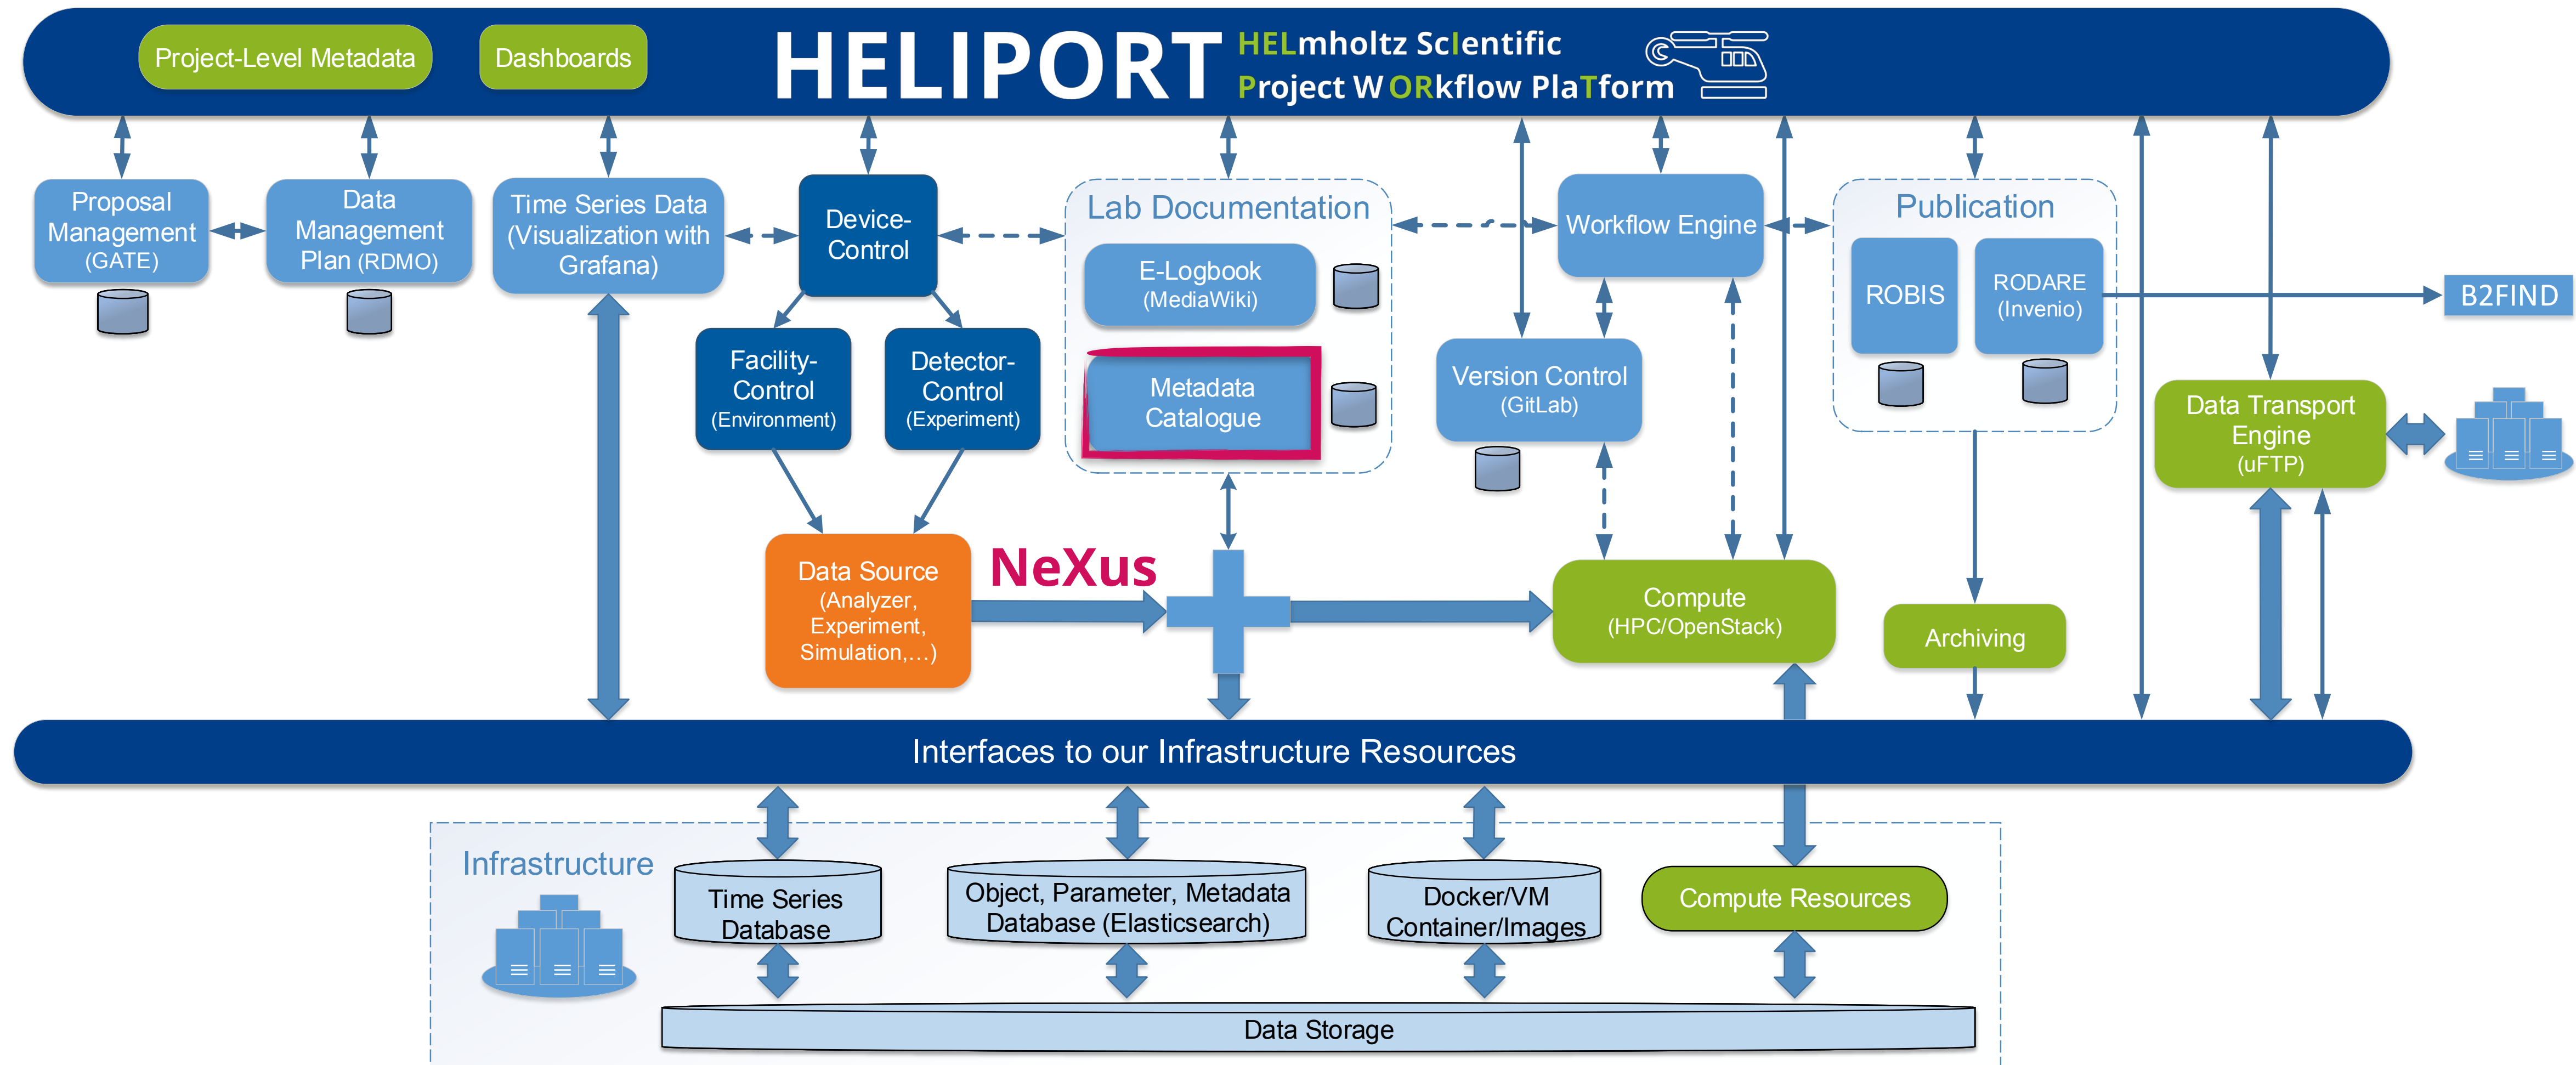 Project-Level Metadata
Dashboards
HELIPORT
HELmholtz ScIentific
Project WORkflow PlaTform
Proposal
Management
(GATE)
Data
Management
Plan (RDMO)
Time Series Data
(Visualization with
Grafana)
Device-
Control
Facility-
Control
(Environment)
Detector-
Control
(Experiment)
Lab Documentation
E-Logbook
(MediaWiki)
Metadata
Catalogue
Workflow Engine
Version Control
(GitLab)
Publication
ROBIS
RODARE
(Invenio)
B2FIND
Data Transport
Engine
(uFTP)
Data Source
(Analyzer,
Experiment,
Simulation,...)
NeXus
Compute
(HPC/OpenStack)
Archiving
Interfaces to our Infrastructure Resources
Infrastructure
Time Series
Database
Object, Parameter, Metadata
Database (Elasticsearch)
Docker/VM
Container/Images
Compute Resources
Data Storage